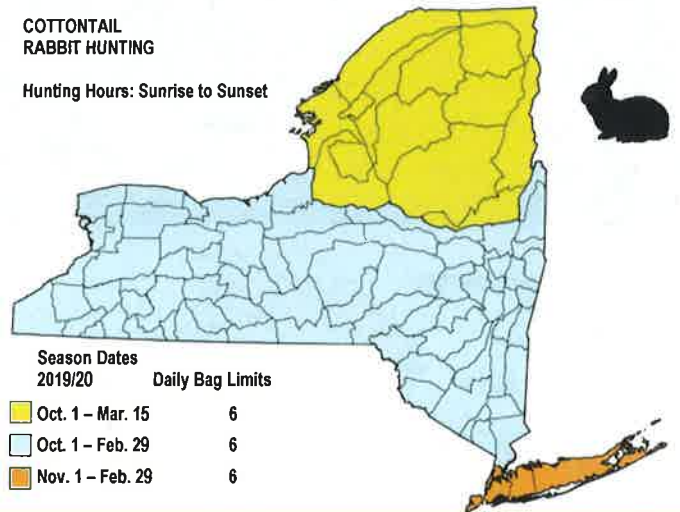 COTTONTAIL
RABBIT HUNTING
Hunting Hours: Sunrise to Sunset
Season Dates
2019/20 Daily Bag Limits
Oct. 1 – Mar. 15 6
Oct. 1 – Feb. 29 6
Nov. 1 – Feb. 29 6